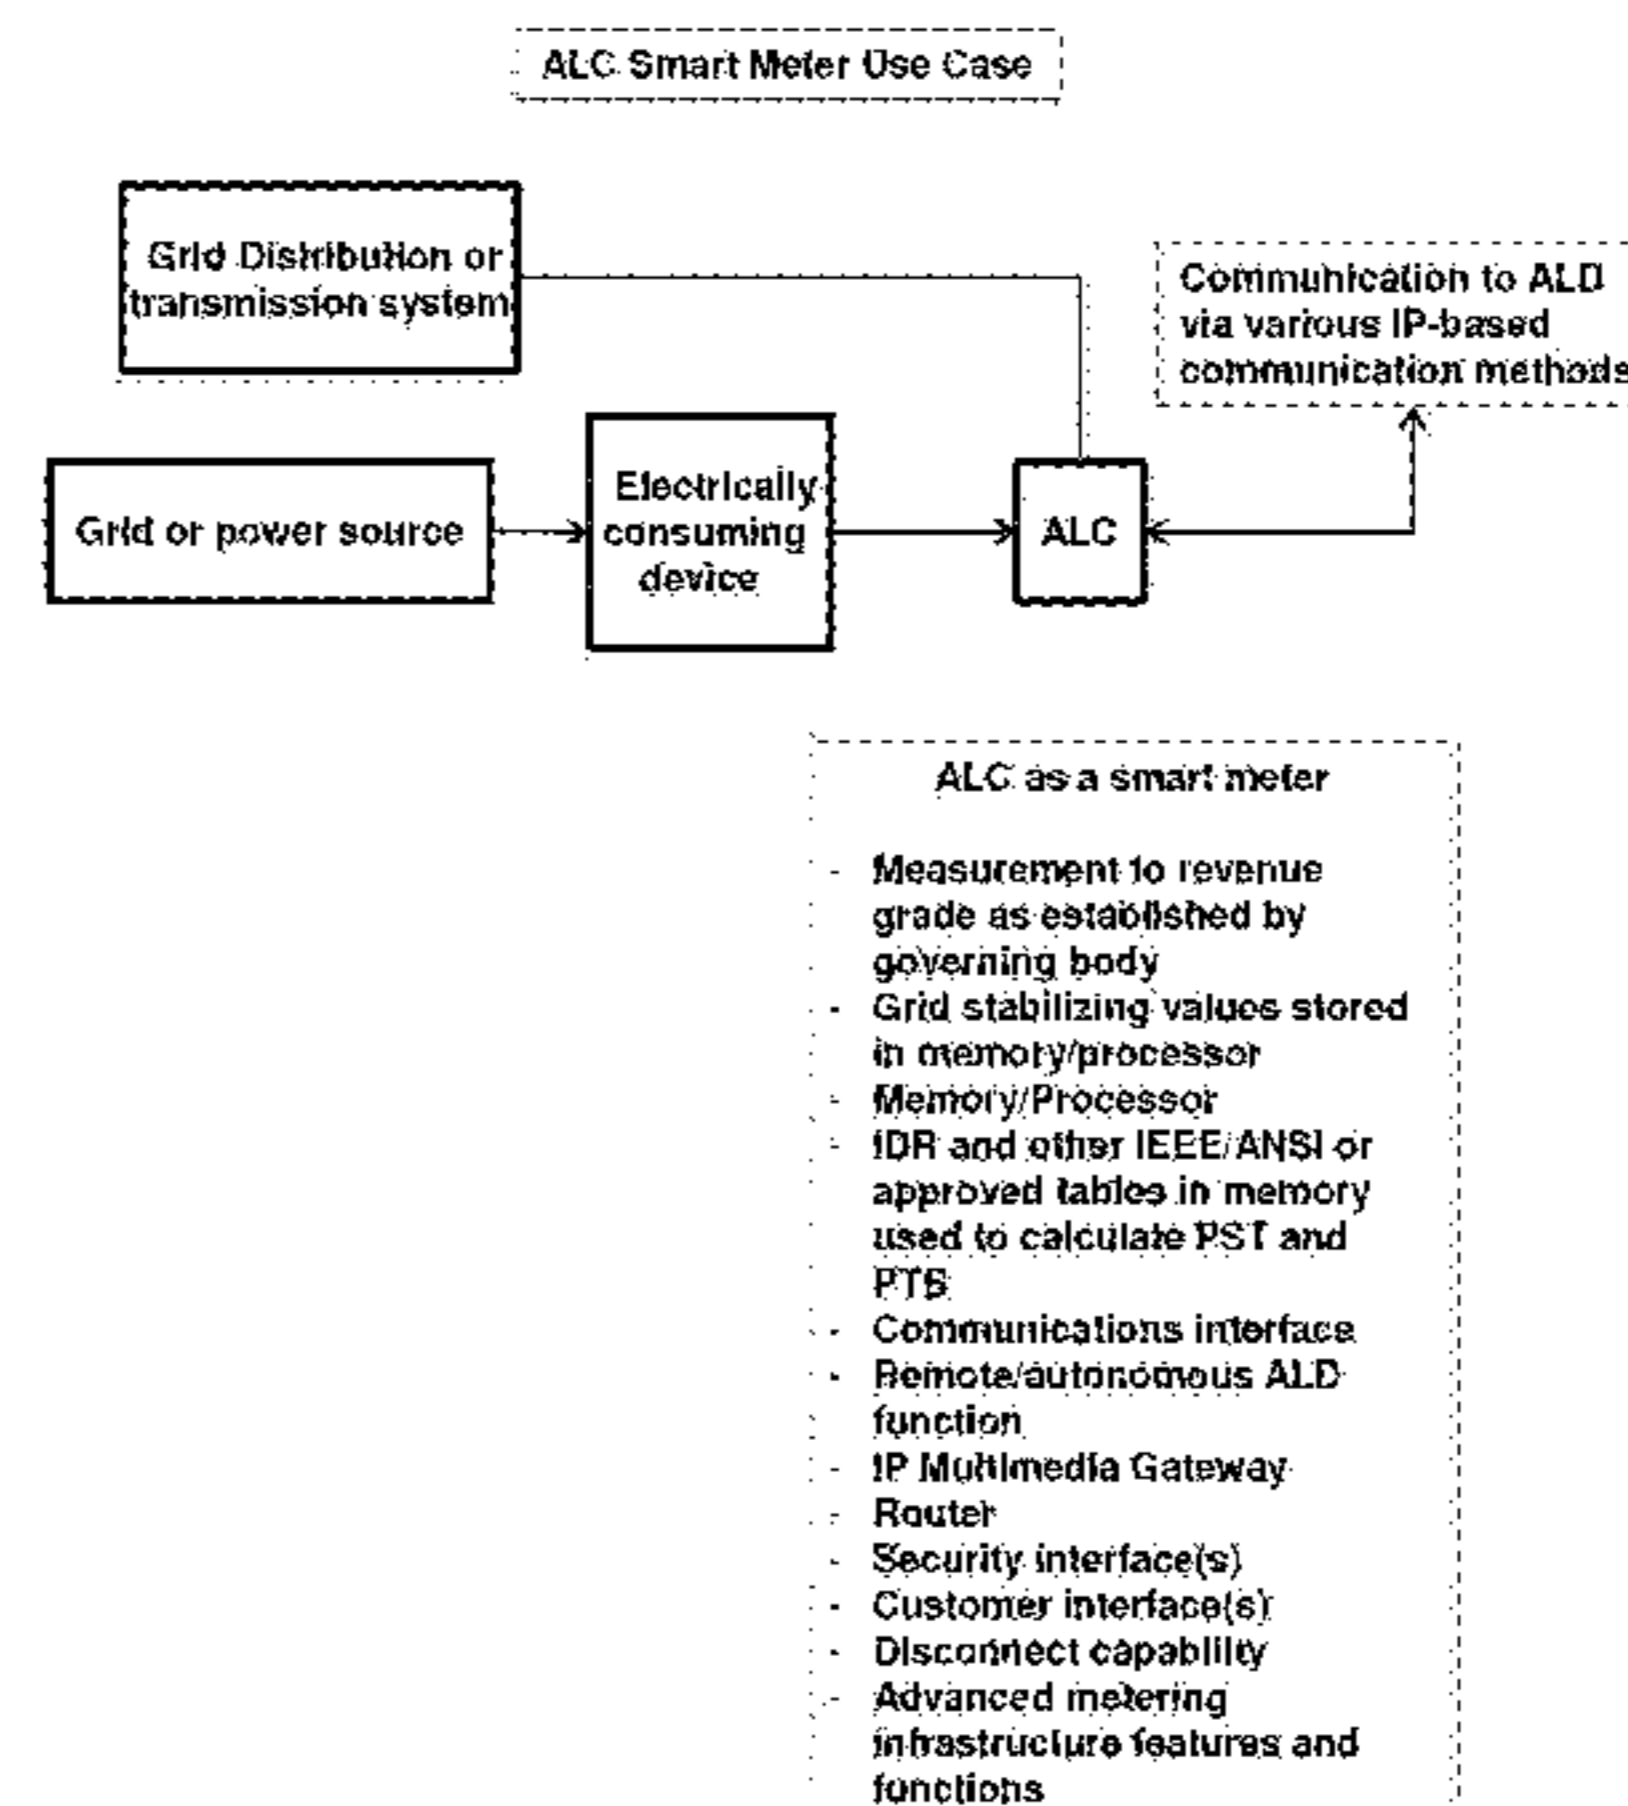 ALC Smart Meter Use Case
Grid Distribution or
transmission system
Communication to ALD
via various IP-based
communication methods
Grid or power source
Electrically
consuming
device
ALC
ALC as a smart meter
- Measurement to revenue
grade as established by
governing body
- Grid stabilizing values stored
in memory/processor
- Memory/Processor
- IDR and other IEEE/ANSI or
approved tables in memory
used to calculate PST and
PTB
- Communications interface
- Remote/autonomous ALD
function
- IP Multimedia Gateway
- Router
- Security interface(s)
- Customer interface(s)
- Disconnect capability
- Advanced metering
infrastructure features and
functions